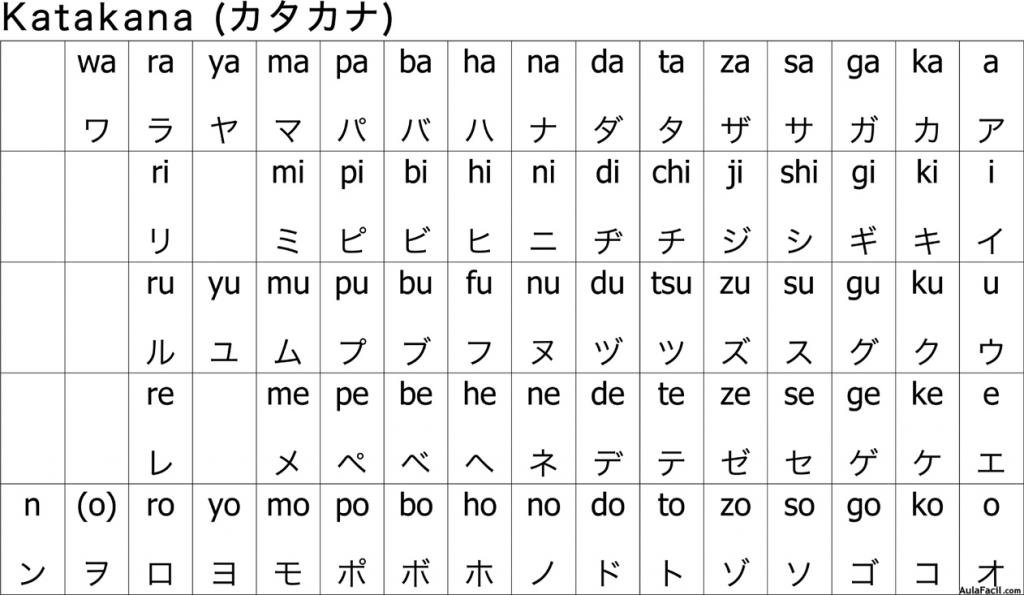 Katakana (カタカナ)
wa ra ya ma pa ba ha na da ta za sa ga ka a
ワ ラ ヤ マ パ バ ハ ナ ダ タ ザ サ ガ カ ア
ri mi pi bi hi ni di chi ji shi gi ki i
リ ミ ピ ビ ヒ ニ ヂ チ ジ シ ギ キ イ
ru yu mu pu bu fu nu du tsu zu su gu ku u
ル ユ ム プ ブ フ ヌ ヅ ツ ズ ス グ ク ウ
re me pe be he ne de te ze se ge ke e
レ メ ペ ベ ヘ ネ デ テ ゼ セ ゲ ケ エ
n (o) ro yo mo po bo ho no do to zo so go ko o
ン ヲ ロ ヨ モ ポ ボ ホ ノ ド ト ゾ ソ ゴ コ オ
AulaFacil.com